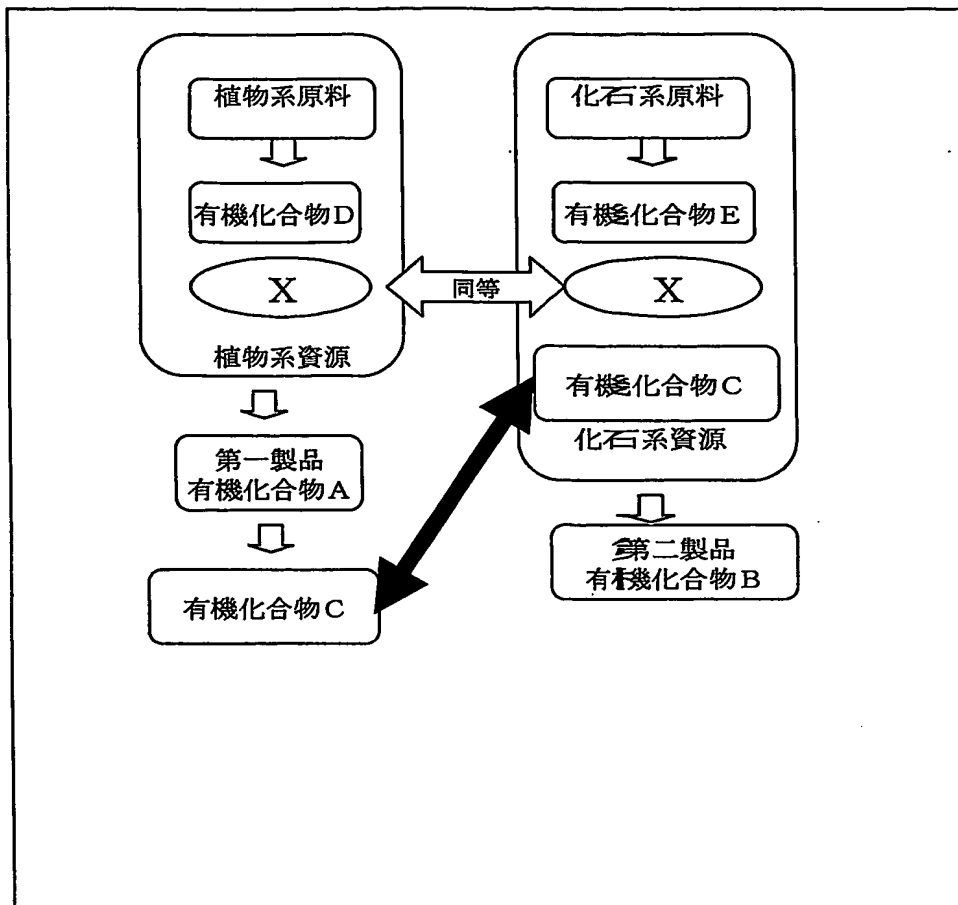 植物系原料
有機化合物D
X
植物系資源
第一製品
有機化合物A
有機化合物C
同等
化石系原料
有機化合物E
X
有機化合物C
化石系資源
第二製品
有機化合物B